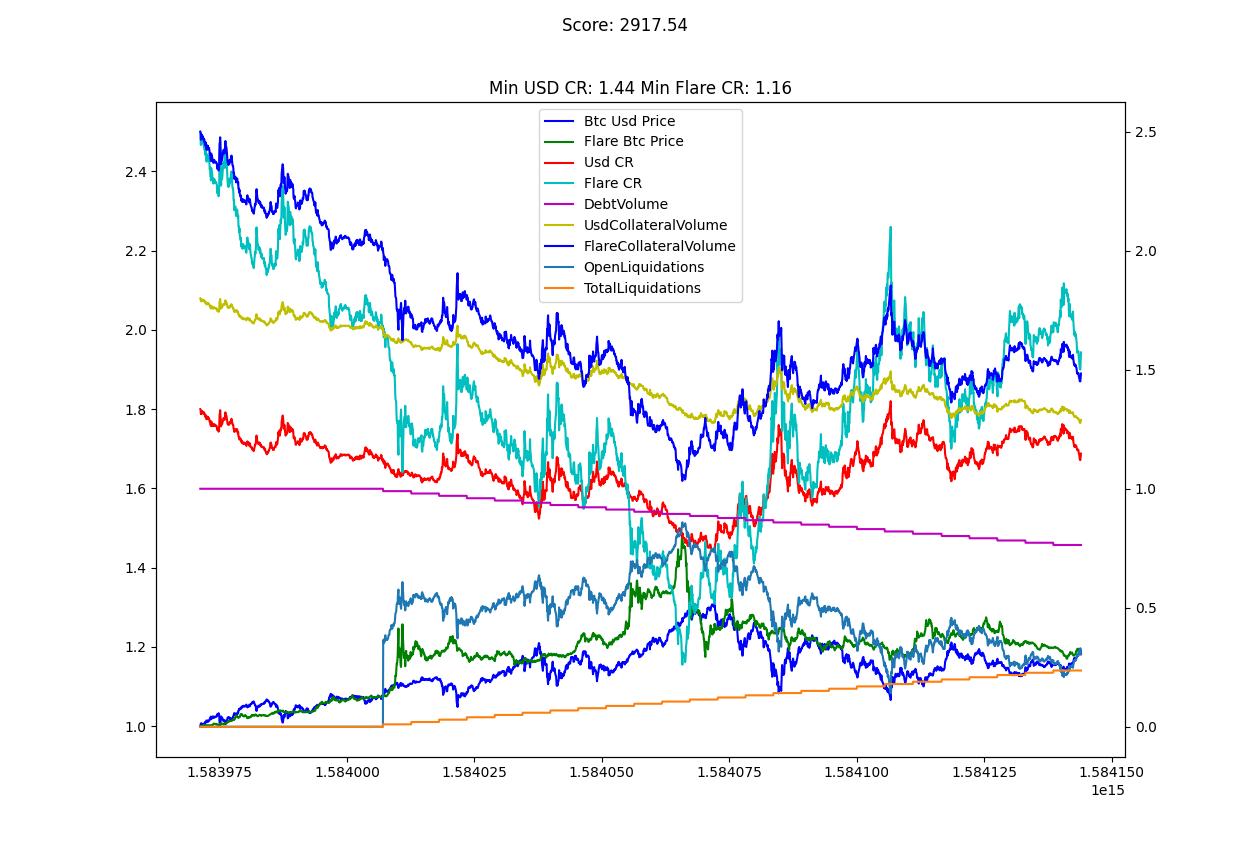 Score: 2917.54
Min USD CR: 1.44 Min Flare CR: 1.16
Btc Usd Price
Flare Btc Price
Usd CR
Flare CR
DebtVolume
UsdCollateralVolume
FlareCollateralVolume
OpenLiquidations
TotalLiquidations
2.4
2.2
2.0
1.8
1.6
1.4
1.2
1.0
2.5
2.0
1.5
1.0
0.5
0.0
1.583975 1.584000 1.584025 1.584050 1.584075 1.584100 1.584125 1.584150
1e15